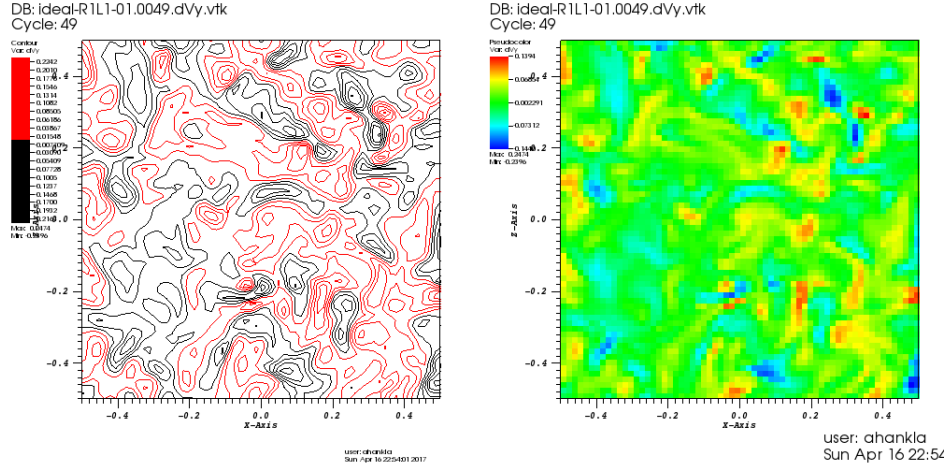 DB: ideal-R1L1-01.0049.dVy.vtk
Cycle: 49
Contour
Var: dVy
0.2242
0.2010
0.1778
0.1546
0.1314
0.1082
0.08505
0.06186
0.03867
0.01548
0.05409
0.07728
0.1005
0.1237
0.1468
0.1700
0.1932
0.4
0.2
0.0
-0.2
-0.4
-0.4
-0.2
0.0
0.2
0.4
X-Axis
user: ahankla
Sun Apr 16 22:54:01 2017
DB: ideal-R1L1-01.0049.dVy.vtk
Cycle: 49
Pseudocolor
Var: dVy
0.1394
0.06854
-0.002291
-0.07312
Max: 0.2474
Min: -0.2396
0.4
0.2
0.0
-0.2
-0.4
Z-Axis
-0.4
-0.2
0.0
0.2
0.4
X-Axis
user: ahankla
Sun Apr 16 22:54